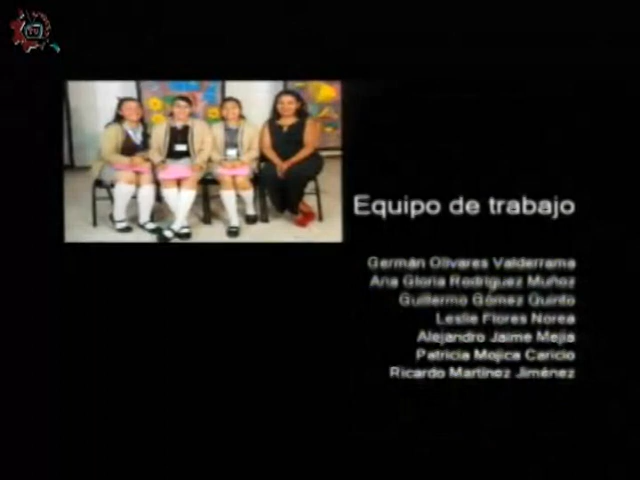 TV
Equipo de trabajo
Germán Olivares Valderrama
Ana Gloria Rodríguez Muñoz
Guillermo Gómez Quinto
Leslie Flores Norea
Alejandro Jaime Mejía
Patricia Mojica Caricio
Ricardo Martínez Jiménez